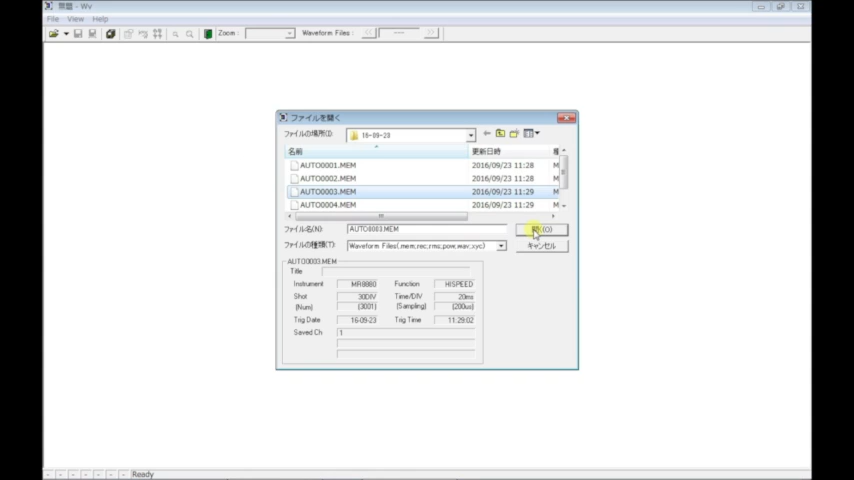 無題 - Wv
File View Help
Zoom : Waveform Files : ----
ファイルを開く
ファイルの場所(I): 16-09-23
名前 更新日時 種
AUTO0001.MEM 2016/09/23 11:28 M
AUTO0002.MEM 2016/09/23 11:28 M
AUTO0003.MEM 2016/09/23 11:29 M
AUTO0004.MEM 2016/09/23 11:29 M
ファイル名(N): AUTO0003.MEM 開く(O)
ファイルの種類(T): Waveform Files(.mem;rec;rms;pow;wav;xyc) キャンセル
AUTO0003.MEM
Title
Instrument MR8880 Function HISPEED
Shot 30DIV Time/DIV 20ms
(Num) (3001) (Sampling) (200us)
Trig Date 16-09-23 Trig Time 11:29:02
Saved Ch 1
Ready